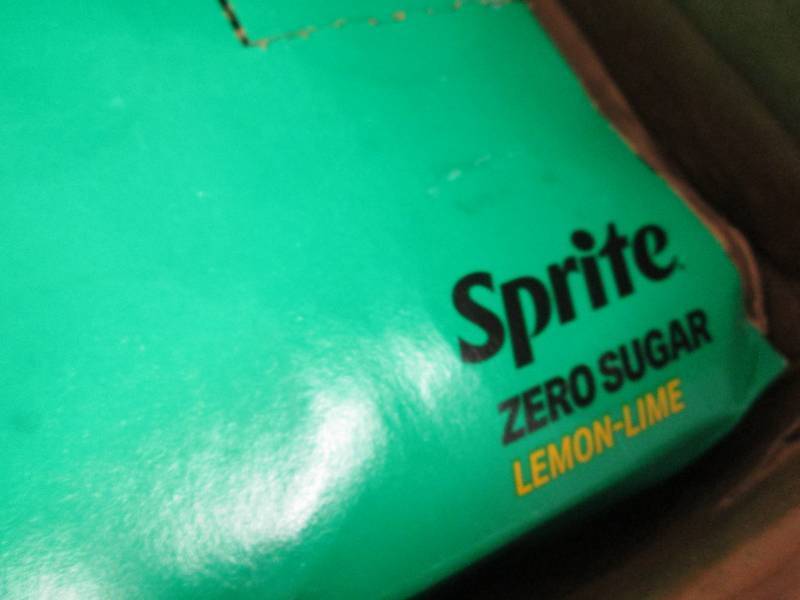 Sprite
ZERO SUGAR
LEMON-LIME